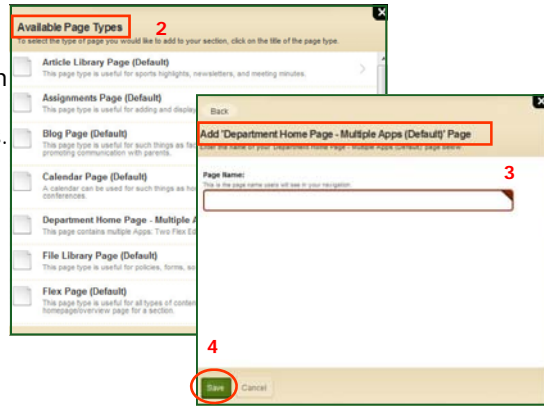 n
s.
Available Page Types 2
To select the type of page you would like to add to your section, click on the title of the page type.
Article Library Page (Default)
This page type is useful for sports highlights, newsletters, and meeting minutes.
Assignments Page (Default)
This page type is useful for adding and display
Blog Page (Default)
This page type is useful for such things as fac
promoting communication with parents.
Calendar Page (Default)
A calendar can be used for such things as ho
conferences.
Department Home Page - Multiple A
This page contains multiple Apps: Two Flex Ed
File Library Page (Default)
This page type is useful for policies, forms, so
Flex Page (Default)
This page type is useful for all types of conten
homepage/overview page for a section.
Back
Add 'Department Home Page - Multiple Apps (Default)' Page
Enter the name of your 'Department Home Page - Multiple Apps (Default)' page below.
Page Name: 3
This is the page name users will see in your navigation.
4
Save Cancel